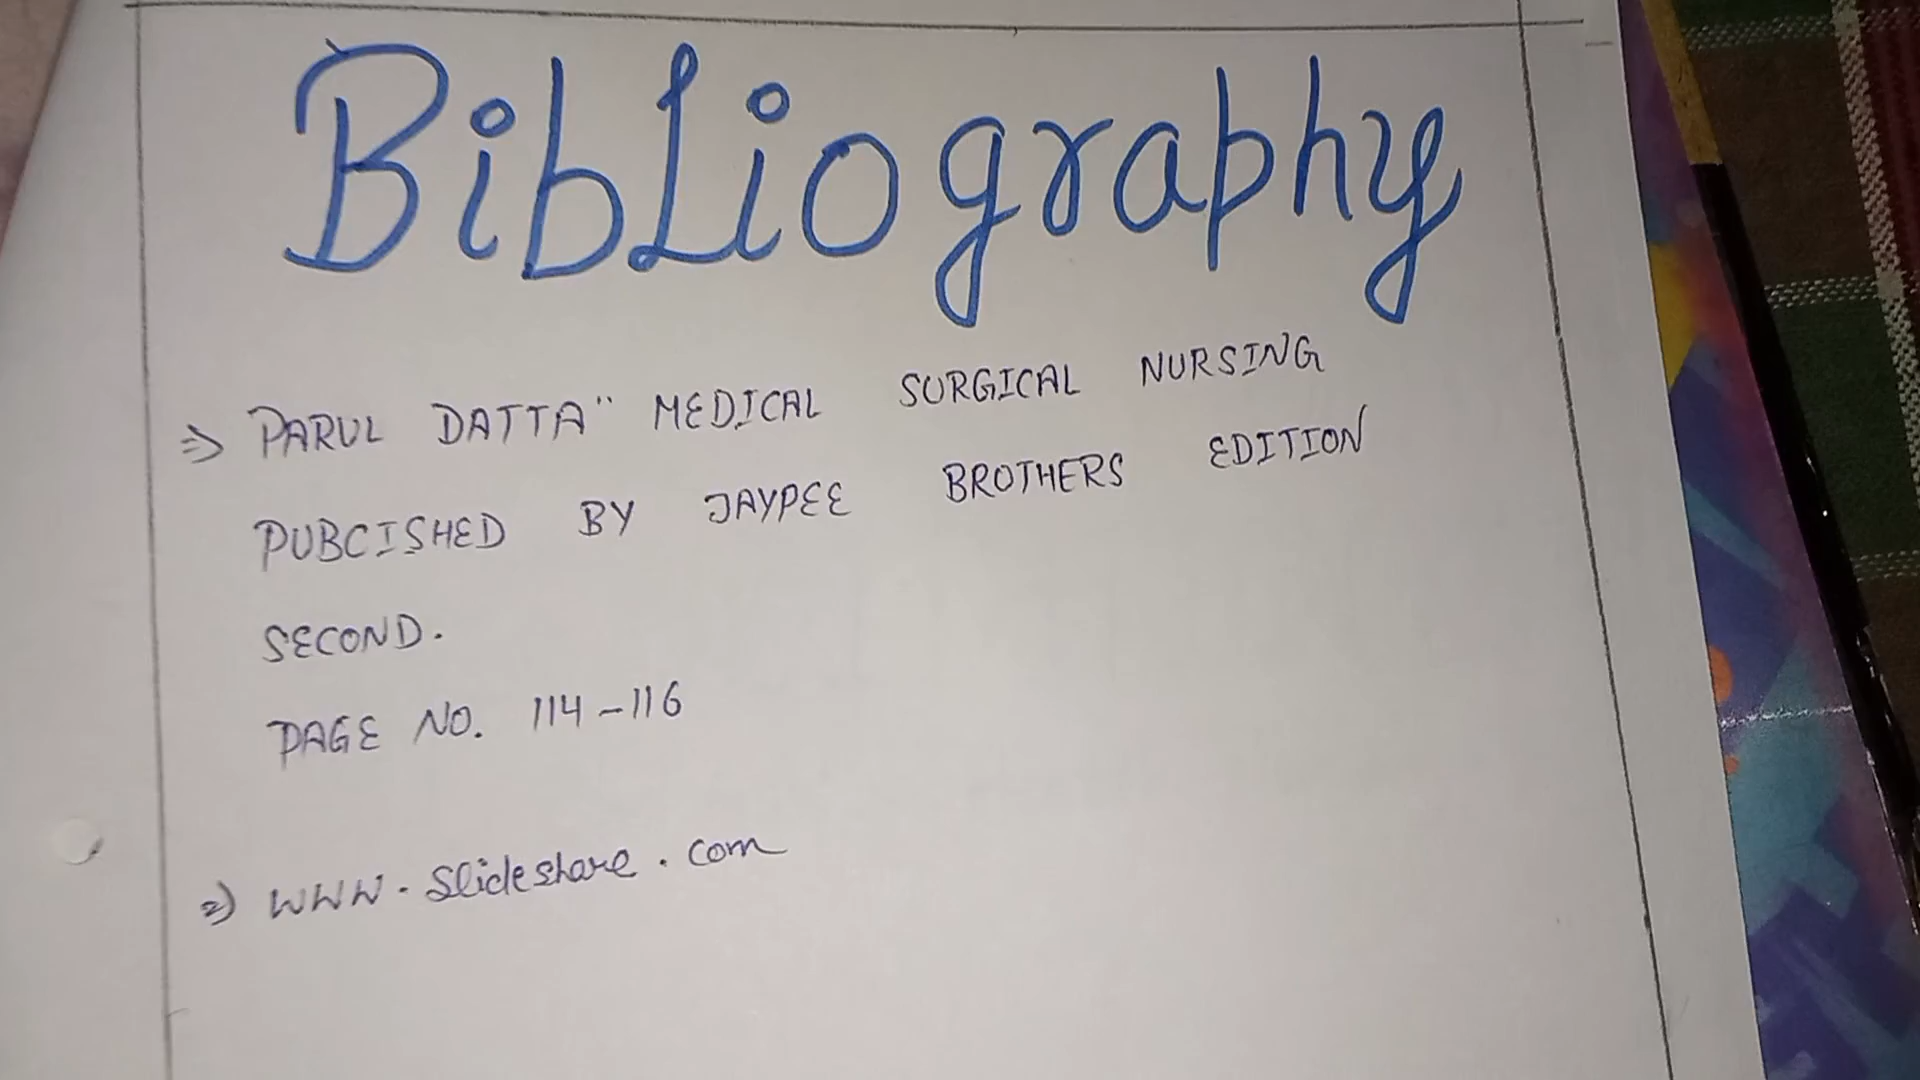 BibLiography
⇒ PARUL DATTA" MEDICAL SURGICAL NURSING
PUBCISHED BY JAYPEE BROTHERS EDITION
SECOND.
PAGE NO. 114-116
⇒ WWW.Slideshare.com